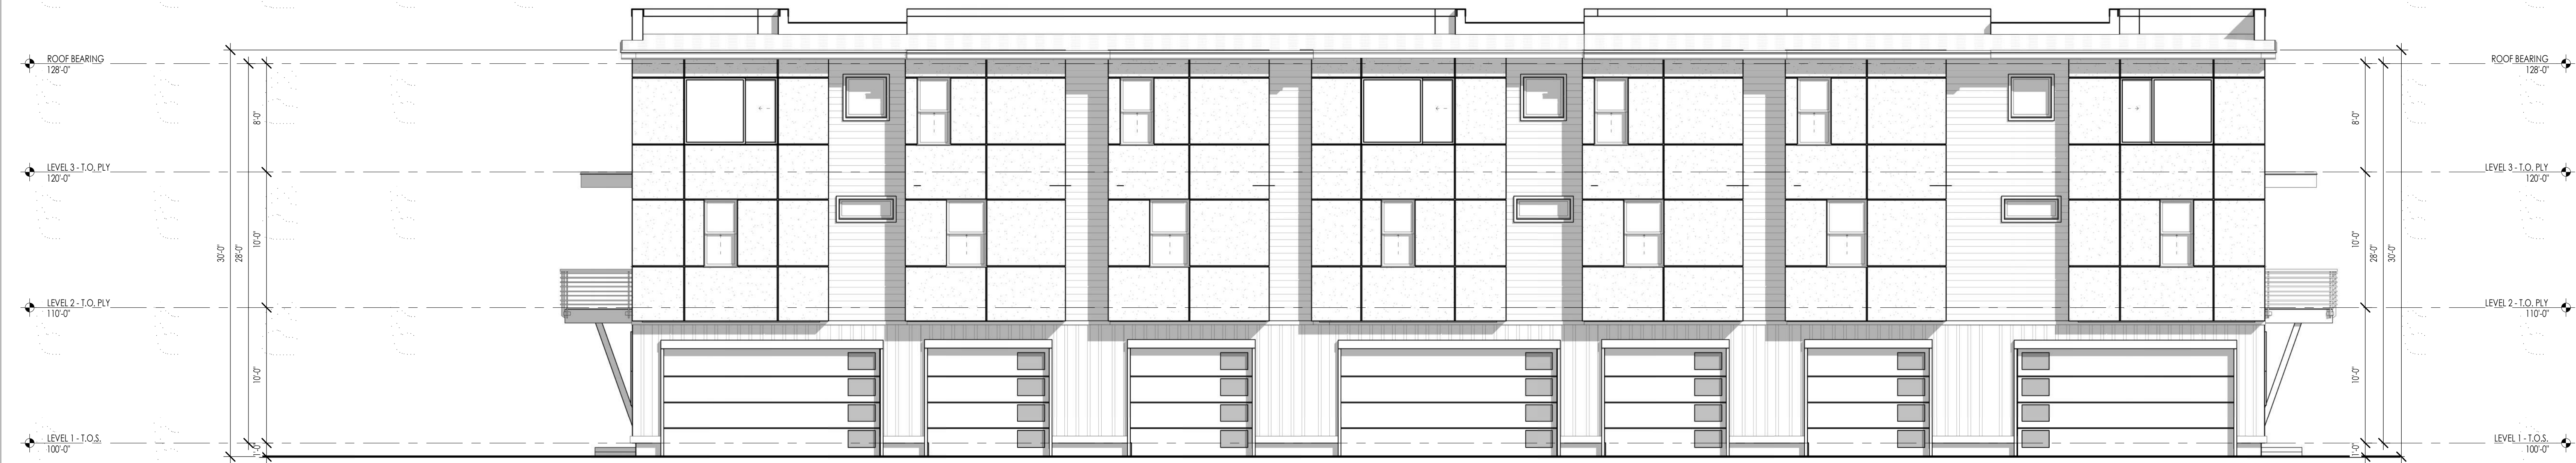 ROOF BEARING
128'-0"
LEVEL 3 - T.O. PLY
120'-0"
LEVEL 2 - T.O. PLY
110'-0"
LEVEL 1 - T.O.S.
100'-0"
30'-0"
28'-0"
8'-0"
10'-0"
10'-0"
1'-0"
ROOF BEARING
128'-0"
LEVEL 3 - T.O. PLY
120'-0"
LEVEL 2 - T.O. PLY
110'-0"
LEVEL 1 - T.O.S.
100'-0"
8'-0"
10'-0"
10'-0"
1'-0"
28'-0"
30'-0"